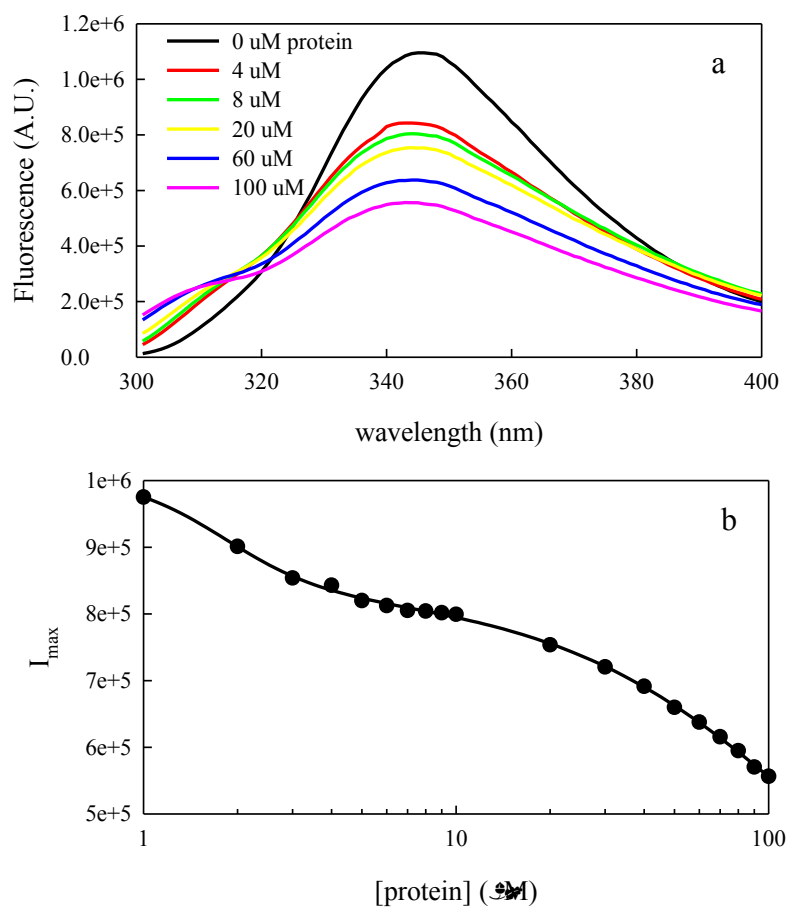 1.2e+6
1.0e+6
8.0e+5
6.0e+5
4.0e+5
2.0e+5
0.0
Fluorescence (A.U.)
0 uM protein
4 uM
8 uM
20 uM
60 uM
100 uM
a
300 320 340 360 380 400
wavelength (nm)
1e+6
9e+5
8e+5
7e+5
6e+5
5e+5
Imax
b
1 10 100
[protein] (M)